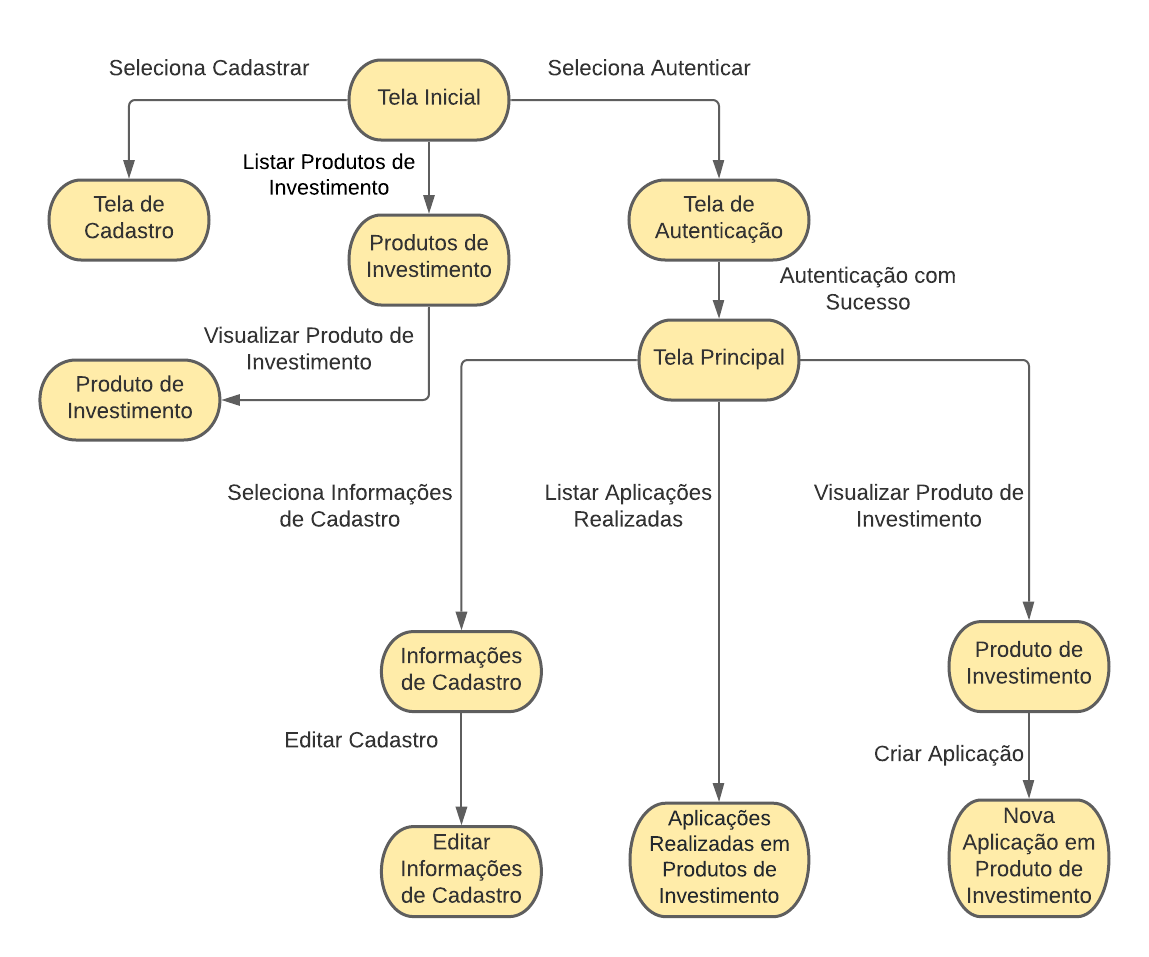 Seleciona Cadastrar
Tela Inicial
Seleciona Autenticar
Listar Produtos de
Investimento
Tela de
Cadastro
Tela de
Autenticação
Produtos de
Investimento
Autenticação com
Sucesso
Visualizar Produto de
Investimento
Tela Principal
Produto de
Investimento
Seleciona Informações
de Cadastro
Listar Aplicações
Realizadas
Visualizar Produto de
Investimento
Informações
de Cadastro
Produto de
Investimento
Editar Cadastro
Criar Aplicação
Editar
Informações
de Cadastro
Aplicações
Realizadas em
Produtos de
Investimento
Nova
Aplicação em
Produto de
Investimento